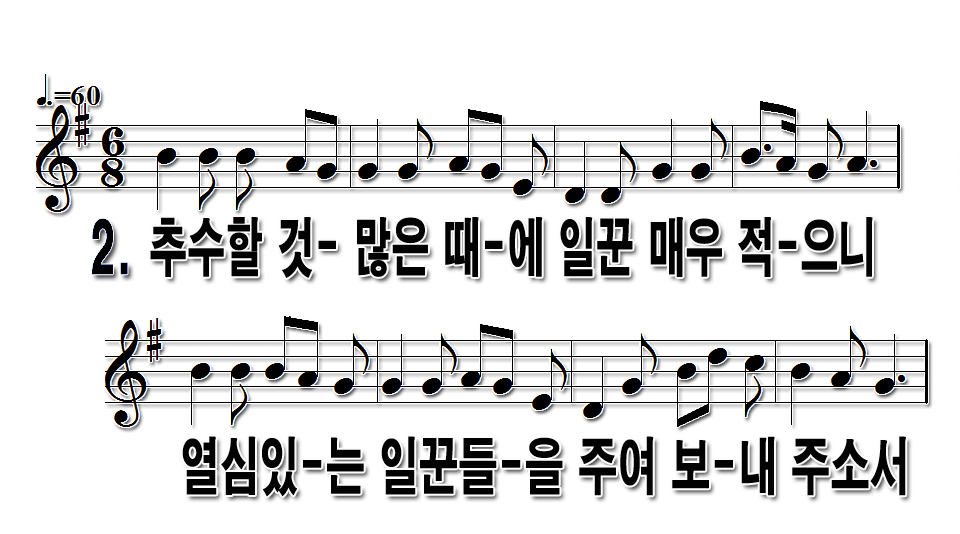 ♩.=60
6
8
2. 추수할 것- 많은 때-에 일꾼 매우 적-으니
열심있-는 일꾼들-을 주여 보-내 주소서